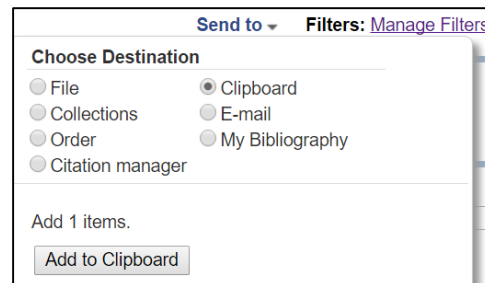 Send to Filters: Manage Filters
Choose Destination
File Clipboard
Collections E-mail
Order My Bibliography
Citation manager
Add 1 items.
Add to Clipboard